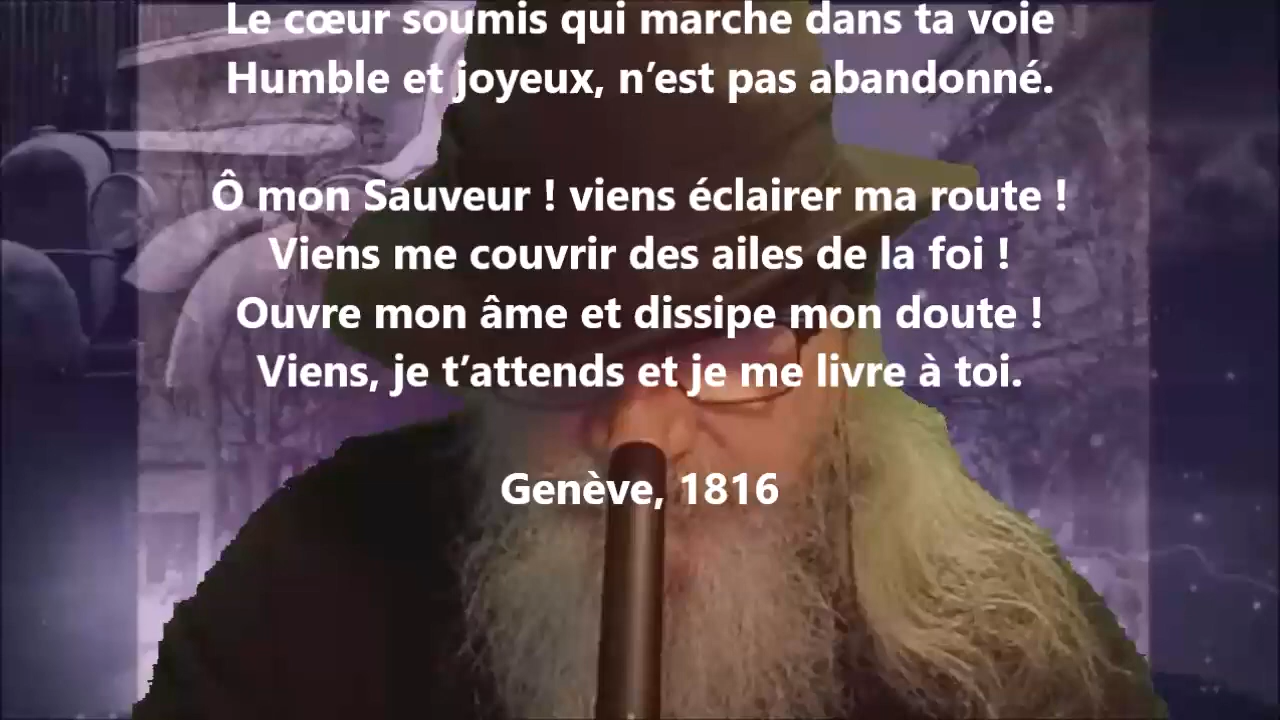 Le cœur soumis qui marche dans ta voie
Humble et joyeux, n’est pas abandonné.
Ô mon Sauveur ! viens éclairer ma route !
Viens me couvrir des ailes de la foi !
Ouvre mon âme et dissipe mon doute !
Viens, je t’attends et je me livre à toi.
Genève, 1816